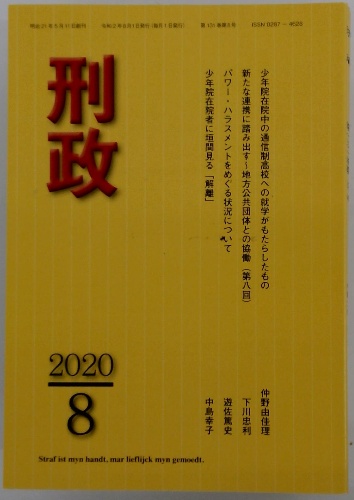 刑政
少年院在院中の通信制高校への就学がもたらしたもの 仲野由佳理
新たな連携に踏み出す～地方公共団体との協働（第八回） 下川忠利
パワー・ハラスメントをめぐる状況について 遊佐篤史
少年院在院者に垣間見る「解離」 中島幸子
2020
8
Straf ist myn handt, mar lieflijck myn gemoedt.